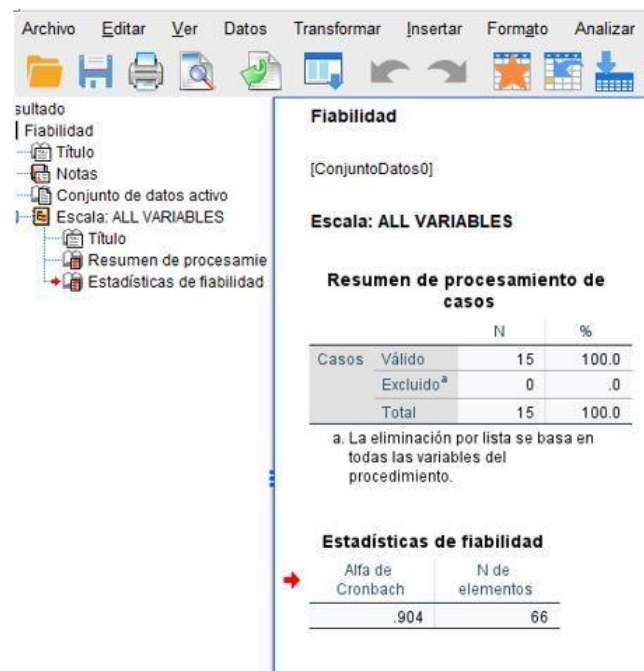 Archivo Editar Ver Datos Transformar Insertar Formato Analizar
sultado
Fiabilidad
Título
Notas
Conjunto de datos activo
Escala: ALL VARIABLES
Título
Resumen de procesamie
Estadísticas de fiabilidad
Fiabilidad
[ConjuntoDatos0]
Escala: ALL VARIABLES
Resumen de procesamiento de
casos
N %
Casos Válido 15 100.0
Excluido a 0 .0
Total 15 100.0
a. La eliminación por lista se basa en
todas las variables del
procedimiento.
Estadísticas de fiabilidad
Alfa de N de
Cronbach elementos
.904 66